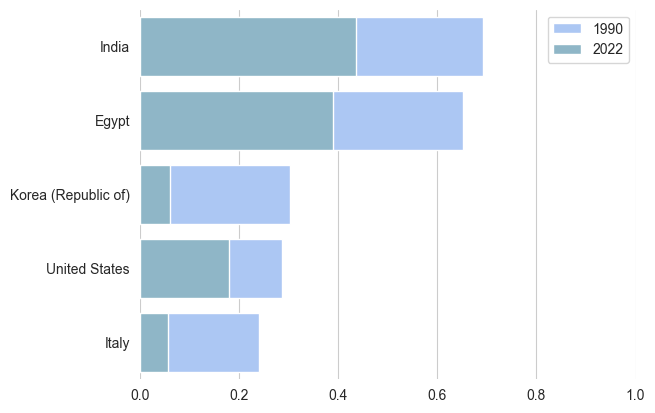 1990
2022
India
Egypt
Korea (Republic of)
United States
Italy
0.0 0.2 0.4 0.6 0.8 1.0